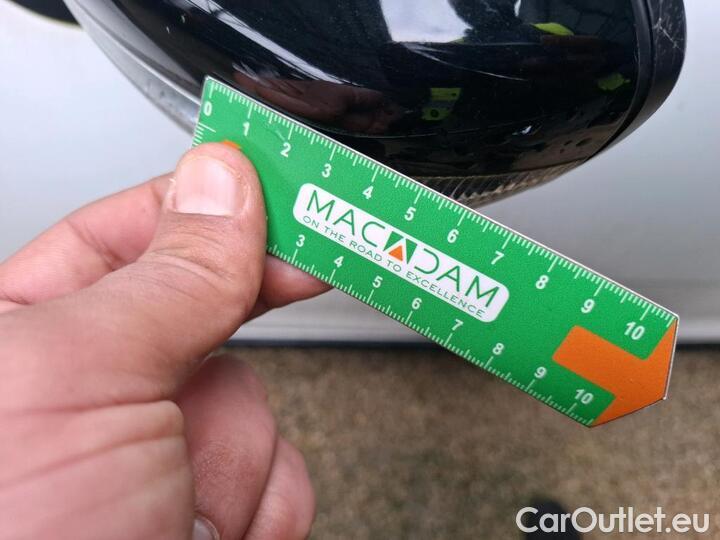 0 1 2 3 4 5 6 7 8 9 10
MACADAM
ON THE ROAD TO EXCELLENCE
3 4 5 6 7 8 9 10
CarOutlet.eu